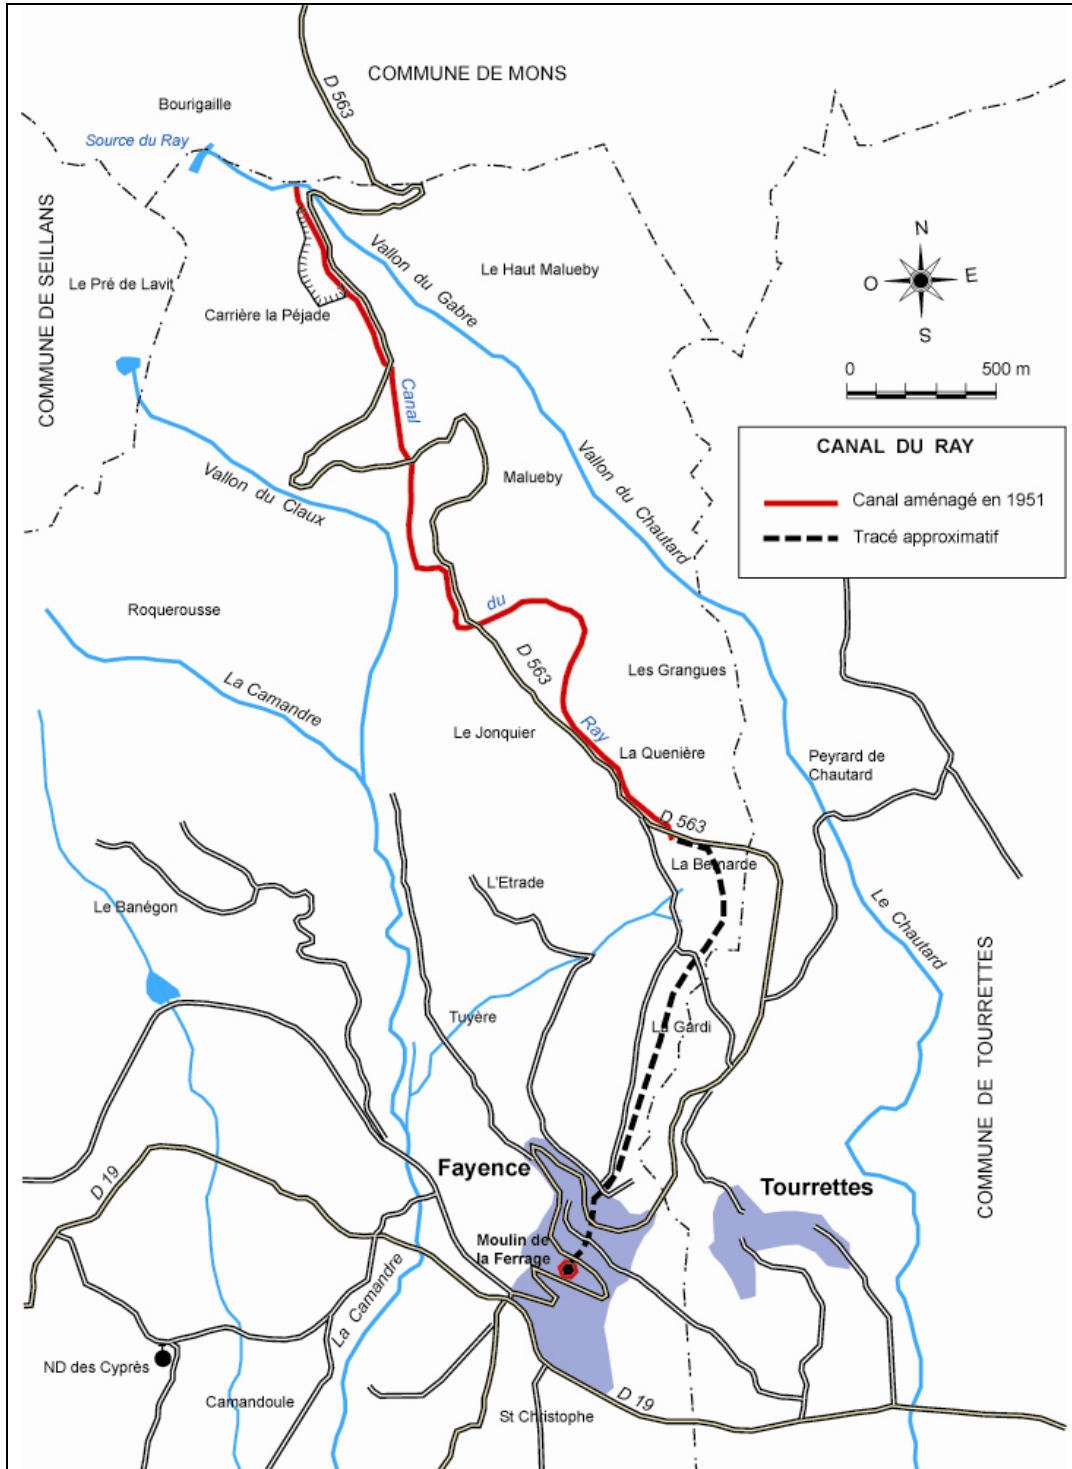 COMMUNE DE MONS
D 563
Bourigaille
Source du Ray
COMMUNE DE SEILLANS
Le Pré de Lavit
Vallon du Gabre
Le Haut Malueby
N
O
E
S
Carrière la Péjade
0 500 m
Canal
CANAL DU RAY
Canal aménagé en 1951
Tracé approximatif
Vallon du Claux
Malueby
Vallon du Chautard
Roquerousse
du
D 563
La Camandre
Les Grangues
Le Jonquier
Ray
La Quenière
Peyrard de
Chautard
D 563
La Bernarde
L'Etrade
Le Banégon
Le Chautard
COMMUNE DE TOURRETTES
Tuyère
La Gardi
Fayence
D 19
Tourrettes
Moulin de
la Ferrage
La Camandre
ND des Cyprès
Camandoule
St Christophe
D 19